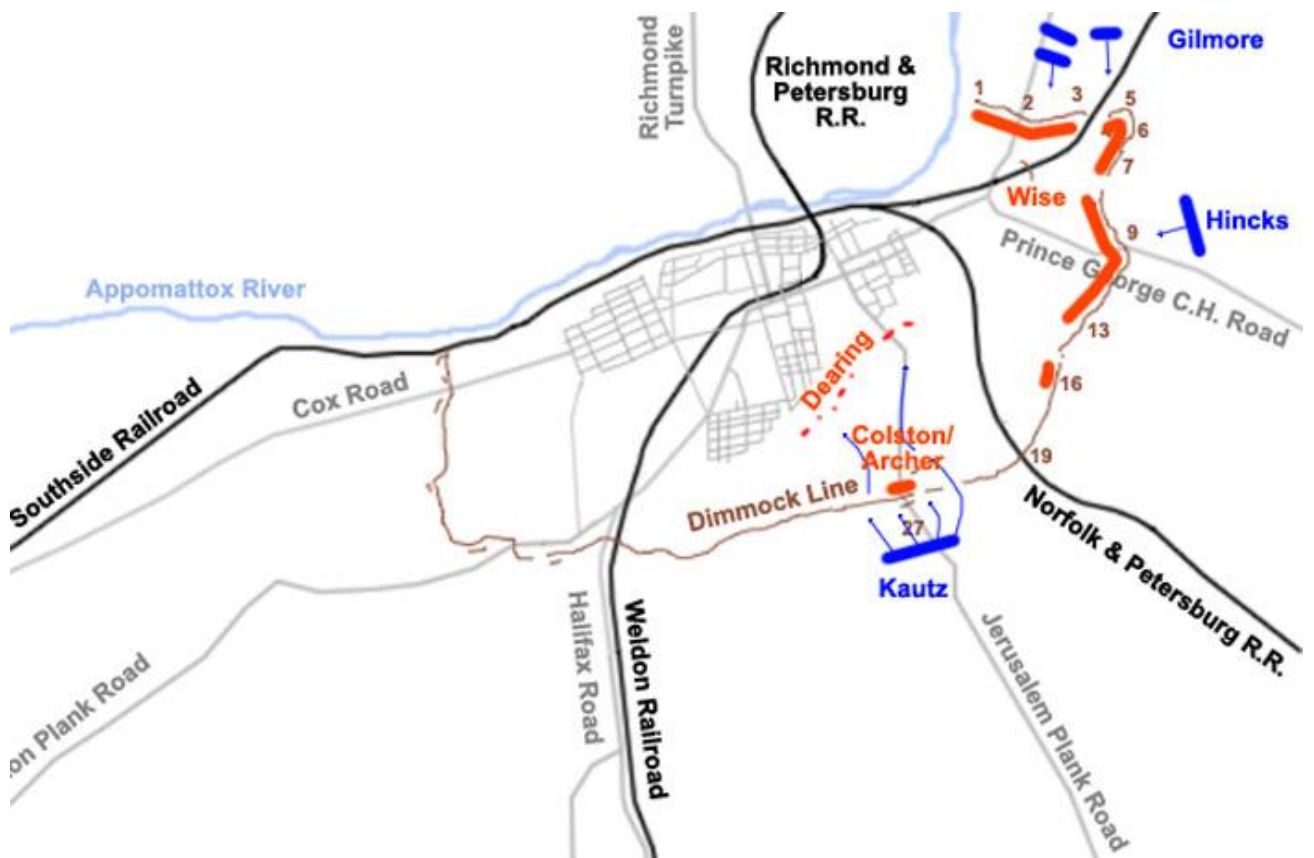 Gilmore
Richmond
Turnpike
Richmond &
Petersburg
R.R.
1
2
3
5
6
7
Wise
9
Hincks
Prince George C.H. Road
Appomattox River
13
16
Cox Road
Southside Railroad
Dearing
Colston/
Archer
19
Dimmock Line
27
Norfolk & Petersburg R.R.
Kautz
Halifax Road
Weldon Railroad
Jerusalem Plank Road
on Plank Road